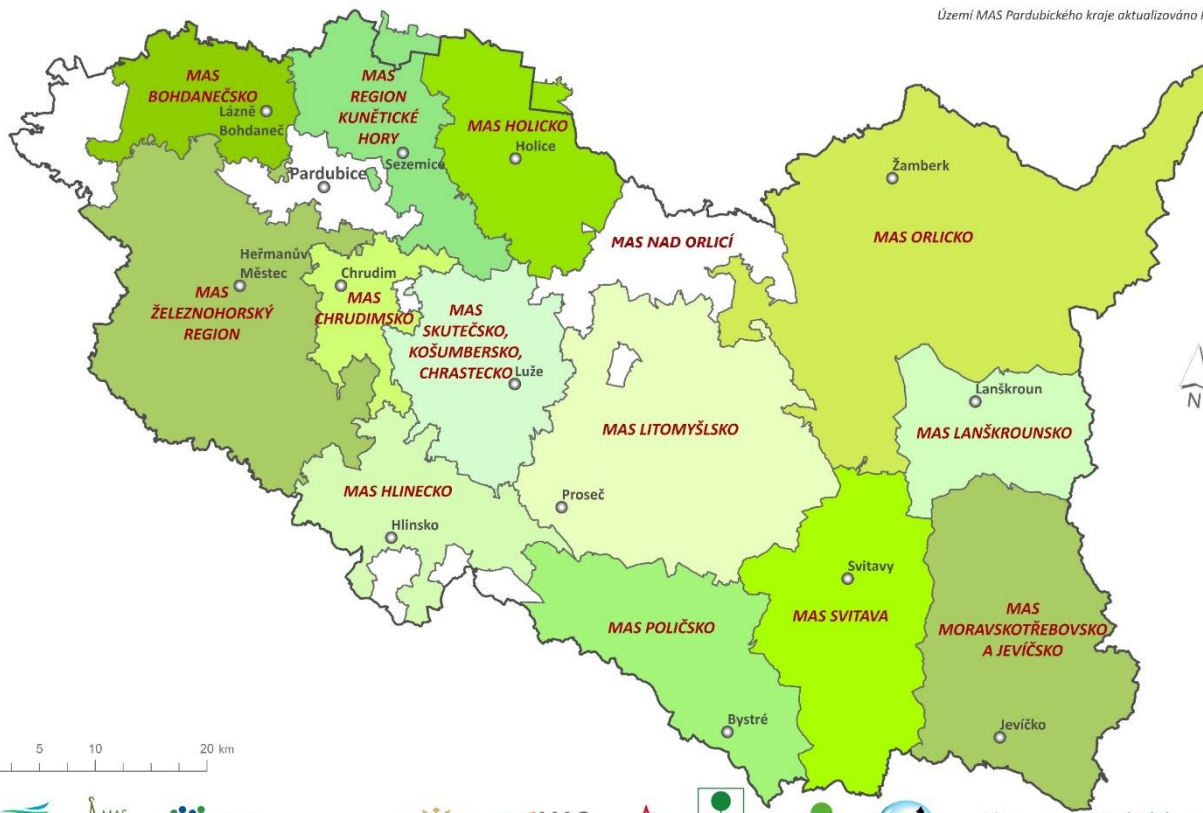 Území MAS Pardubického kraje aktualizováno
MAS
BOHDANEČSKO
Lázně
Bohdaneč
MAS
REGION
KUNĚTICKÉ
HORY
Sezemice
MAS HOLICKO
Holice
Pardubice
Žamberk
MAS ORLICKO
MAS NAD ORLICÍ
Heřmanův
Městec
MAS
ŽELEZNOHORSKÝ
REGION
Chrudim
MAS
CHRUDIMSKO
MAS
SKUTEČSKO,
KOŠUMBERSKO,
CHRASTECKO
Luže
N
Lanškroun
MAS LANŠKROUNSKO
MAS LITOMYŠLSKO
MAS HLINECKO
Hlinsko
Proseč
Svitavy
MAS SVITAVA
MAS POLIČSKO
Bystré
MAS
MORAVSKOTŘEBOVSKO
A JEVÍČSKO
Jevíčko
5 10 20 km
MAS